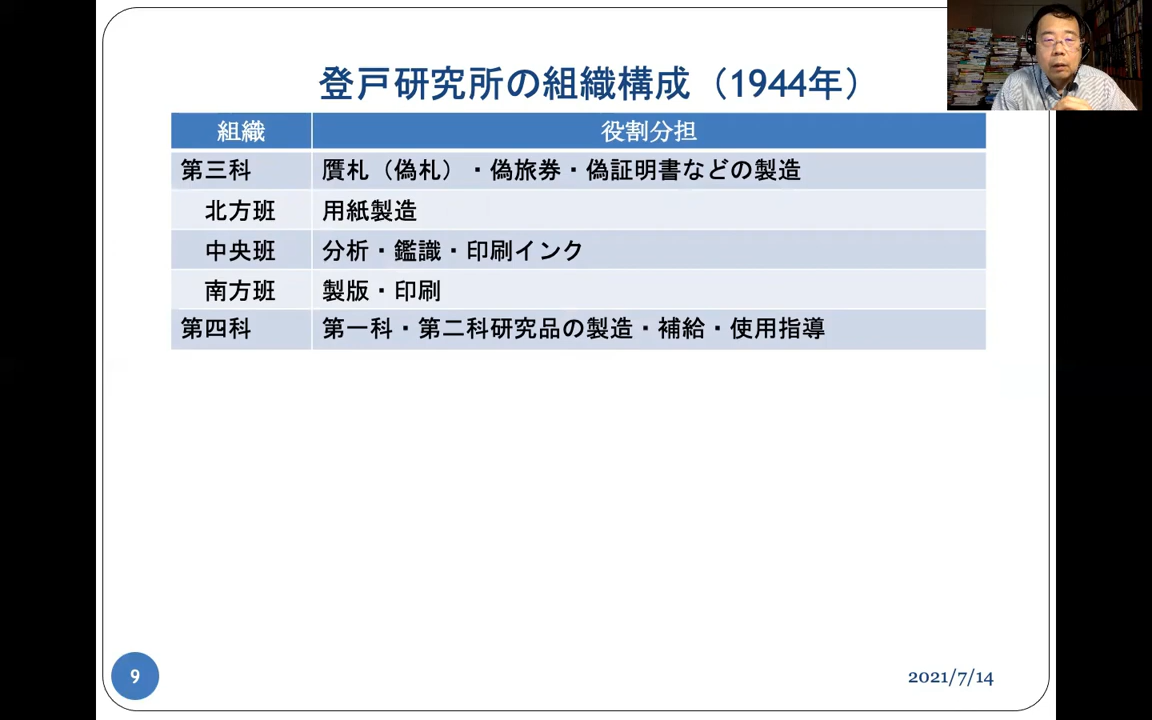 登戸研究所の組織構成（1944年）
組織 役割分担
第三科 贋札（偽札）・偽旅券・偽証明書などの製造
北方班 用紙製造
中央班 分析・鑑識・印刷インク
南方班 製版・印刷
第四科 第一科・第二科研究品の製造・補給・使用指導
9
2021/7/14